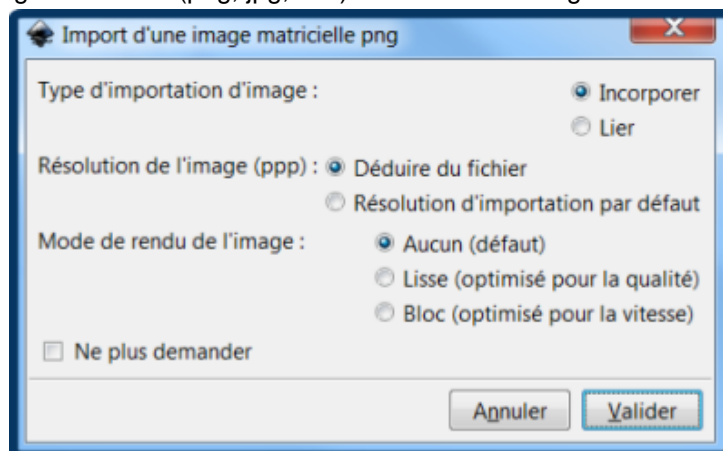 Import d'une image matricielle png
Type d'importation d'image :
Incorporer
Lier
Résolution de l'image (ppp) : Déduire du fichier
Résolution d'importation par défaut
Mode de rendu de l'image :
Aucun (défaut)
Lisse (optimisé pour la qualité)
Bloc (optimisé pour la vitesse)
Ne plus demander
Annuler Valider